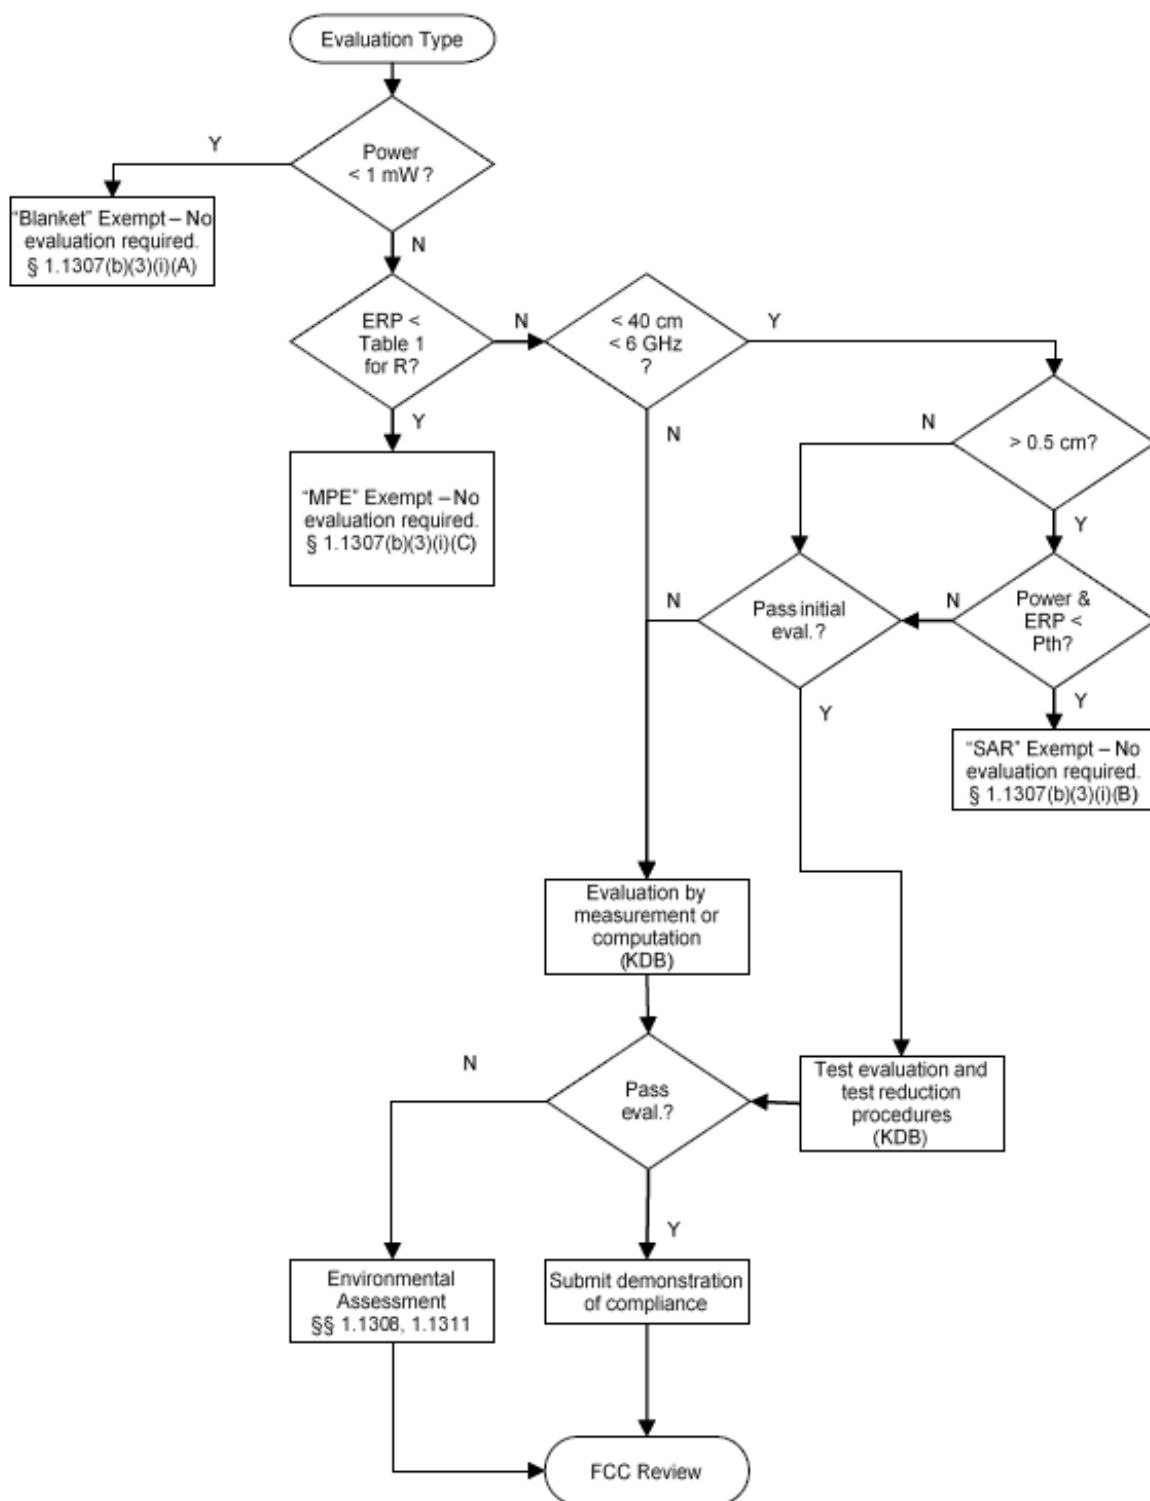 Evaluation Type
Y
Power
< 1 mW ?
"Blanket" Exempt – No
evaluation required.
§ 1.1307(b)(3)(i)(A)
N
ERP <
Table 1
for R?
N
< 40 cm
< 6 GHz
?
Y
Y
N
N
> 0.5 cm?
"MPE" Exempt – No
evaluation required.
§ 1.1307(b)(3)(i)(C)
Y
N
Pass initial
eval.?
N
Power &
ERP <
Pth?
Y
Y
"SAR" Exempt – No
evaluation required.
§ 1.1307(b)(3)(i)(B)
Evaluation by
measurement or
computation
(KDB)
N
Pass
eval.?
Test evaluation and
test reduction
procedures
(KDB)
Y
Environmental
Assessment
§§ 1.1308, 1.1311
Submit demonstration
of compliance
FCC Review